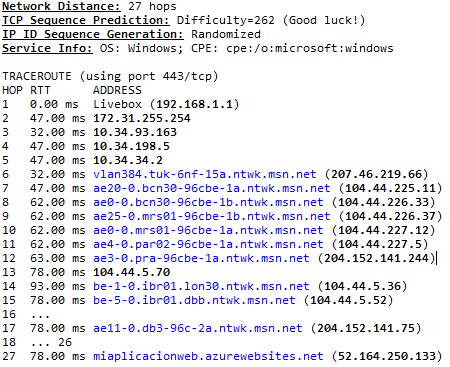 Network Distance: 27 hops
TCP Sequence Prediction: Difficulty=262 (Good luck!)
IP ID Sequence Generation: Randomized
Service Info: OS: Windows; CPE: cpe:/o:microsoft:windows
TRACEROUTE (using port 443/tcp)
HOP RTT ADDRESS
1 0.00 ms Livebox (192.168.1.1)
2 47.00 ms 172.31.255.254
3 32.00 ms 10.34.93.163
4 47.00 ms 10.34.198.5
5 47.00 ms 10.34.34.2
6 32.00 ms vlan384.tuk-6nf-15a.ntwk.msn.net (207.46.219.66)
7 47.00 ms ae20-0.bcn30-96cbe-1a.ntwk.msn.net (104.44.225.11)
8 62.00 ms ae0-0.bcn30-96cbe-1b.ntwk.msn.net (104.44.226.33)
9 62.00 ms ae25-0.mrs01-96cbe-1b.ntwk.msn.net (104.44.226.37)
10 62.00 ms ae0-0.mrs01-96cbe-1a.ntwk.msn.net (104.44.227.12)
11 62.00 ms ae4-0.par02-96cbe-1a.ntwk.msn.net (104.44.227.5)
12 63.00 ms ae3-0.pra-96cbe-1a.ntwk.msn.net (204.152.141.244)
13 78.00 ms 104.44.5.70
14 93.00 ms be-1-0.ibr01.lon30.ntwk.msn.net (104.44.5.36)
15 78.00 ms be-5-0.ibr01.dbb.ntwk.msn.net (104.44.5.52)
16 ...
17 78.00 ms ae11-0.db3-96c-2a.ntwk.msn.net (204.152.141.75)
18 ... 26
27 78.00 ms miaplicacionweb.azurewebsites.net (52.164.250.133)